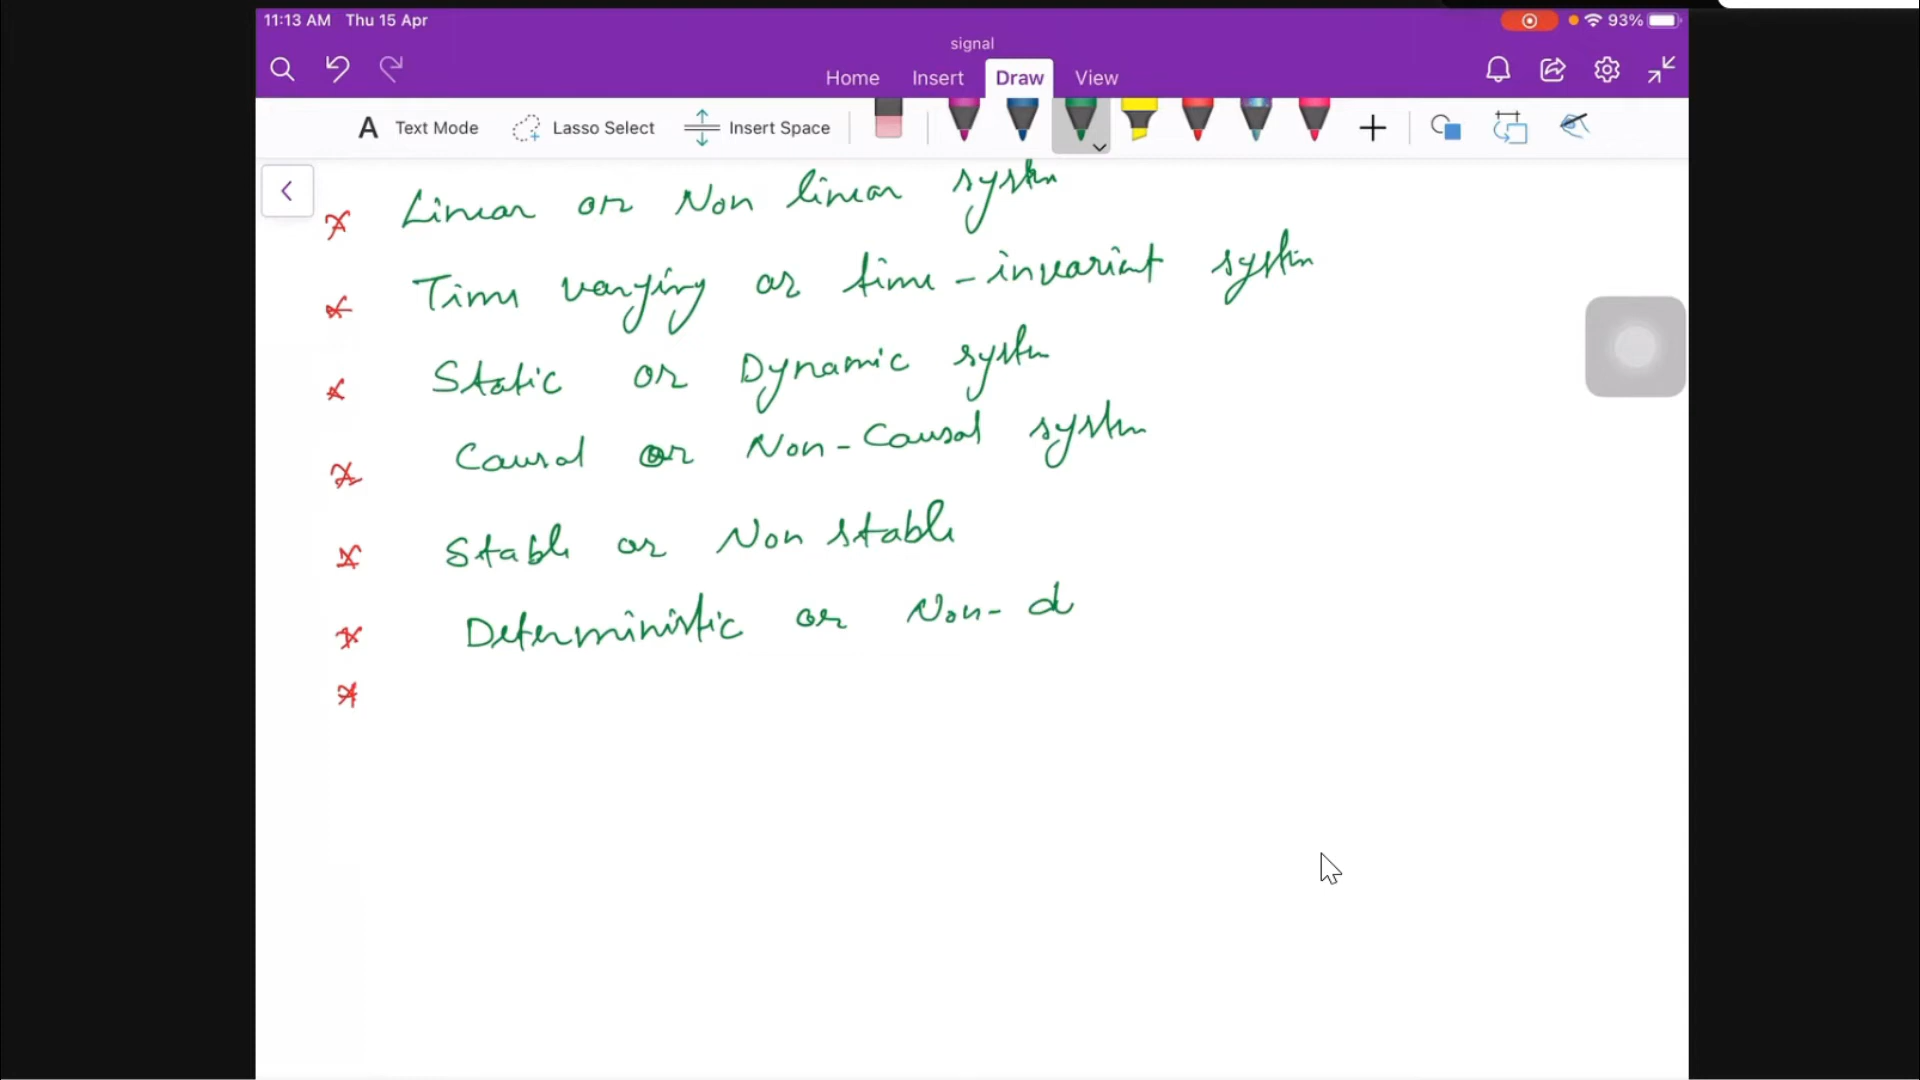 11:13 AM Thu 15 Apr 93%
signal
Home Insert Draw View
A Text Mode Lasso Select Insert Space
Linear or Non linear system
Time varying or time-invariant system
Static or Dynamic system
Causal or Non-Causal system
Stable or Non stable
Deterministic or Non-d